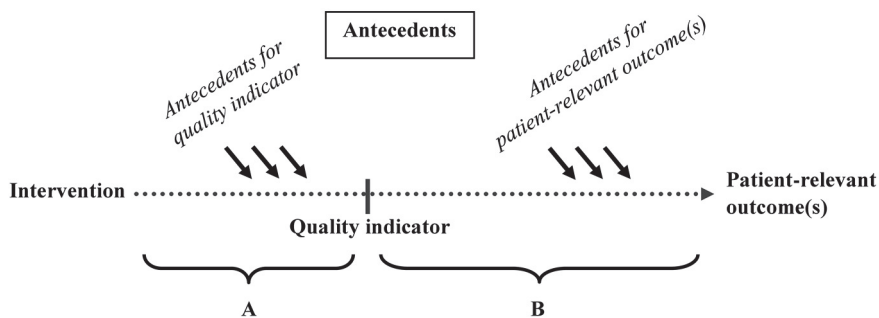 Antecedents
Antecedents for
quality indicator
Antecedents for
patient-relevant outcome(s)
Intervention
Patient-relevant
outcome(s)
Quality indicator
A
B